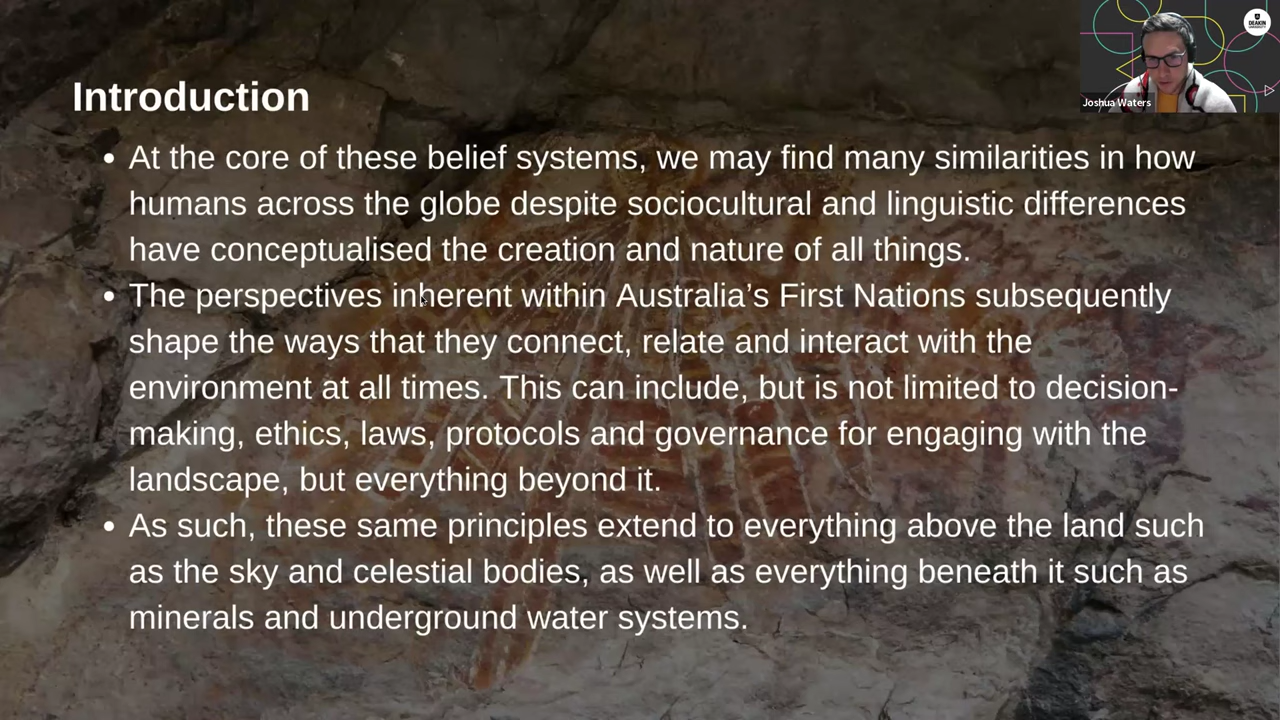 Introduction
• At the core of these belief systems, we may find many similarities in how
humans across the globe despite sociocultural and linguistic differences
have conceptualised the creation and nature of all things.
• The perspectives inherent within Australia’s First Nations subsequently
shape the ways that they connect, relate and interact with the
environment at all times. This can include, but is not limited to decision-
making, ethics, laws, protocols and governance for engaging with the
landscape, but everything beyond it.
• As such, these same principles extend to everything above the land such
as the sky and celestial bodies, as well as everything beneath it such as
minerals and underground water systems.
DEAKIN
UNIVERSITY
Joshua Waters